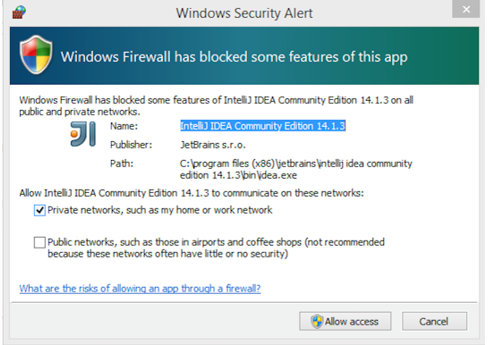 Windows Security Alert
Windows Firewall has blocked some features of this app
Windows Firewall has blocked some features of IntelliJ IDEA Community Edition 14.1.3 on all
public and private networks.
Name: IntelliJ IDEA Community Edition 14.1.3
Publisher: JetBrains s.r.o.
Path: C:\program files (x86)\jetbrains\intellij idea community
edition 14.1.3\bin\idea.exe
Allow IntelliJ IDEA Community Edition 14.1.3 to communicate on these networks:
Private networks, such as my home or work network
Public networks, such as those in airports and coffee shops (not recommended
because these networks often have little or no security)
What are the risks of allowing an app through a firewall?
Allow access Cancel